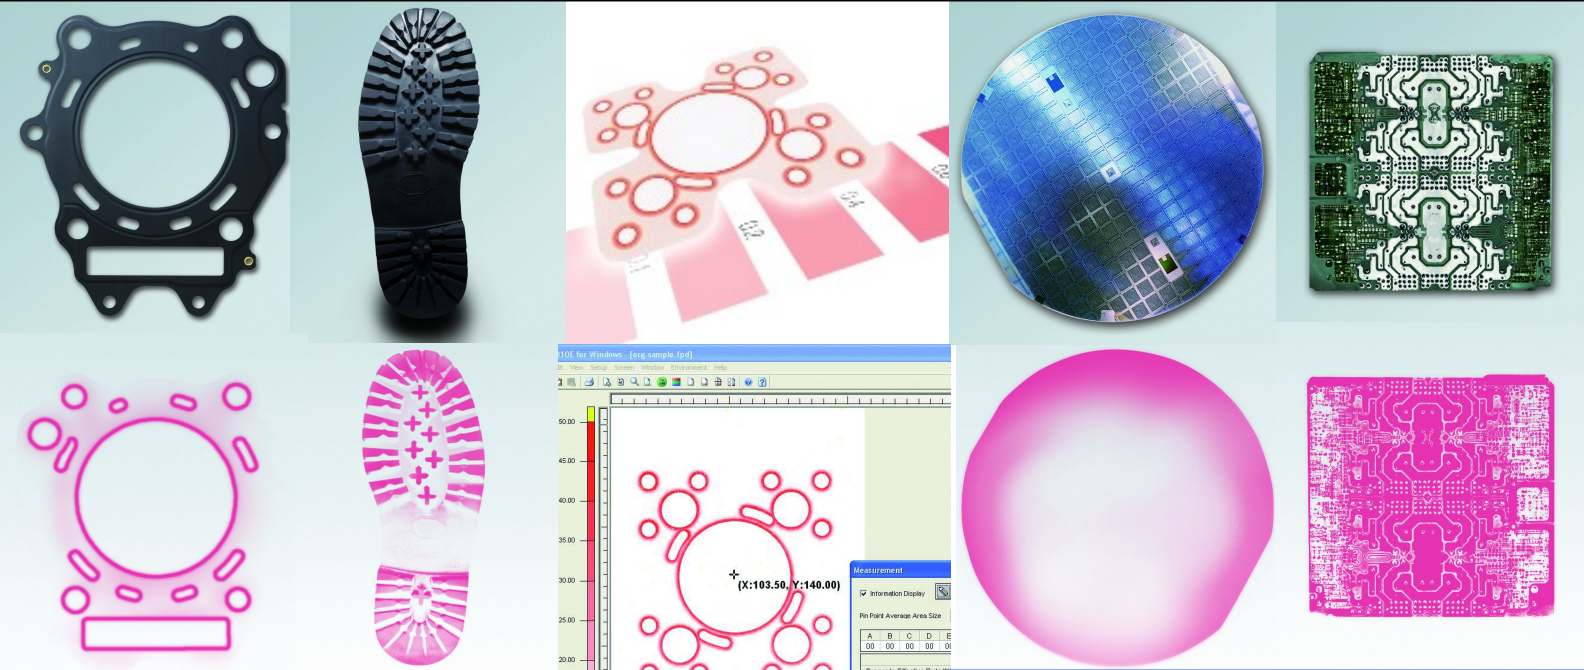 10E for Windows - [org-sample.fpd]
View Setup Screen Window Environment Help
50.00
45.00
40.00
35.00
30.00
25.00
20.00
(X:103.50, Y:140.00)
Measurement
Information Display
Pin Point Average Area Size
A B C D E
00 00 00 00 00